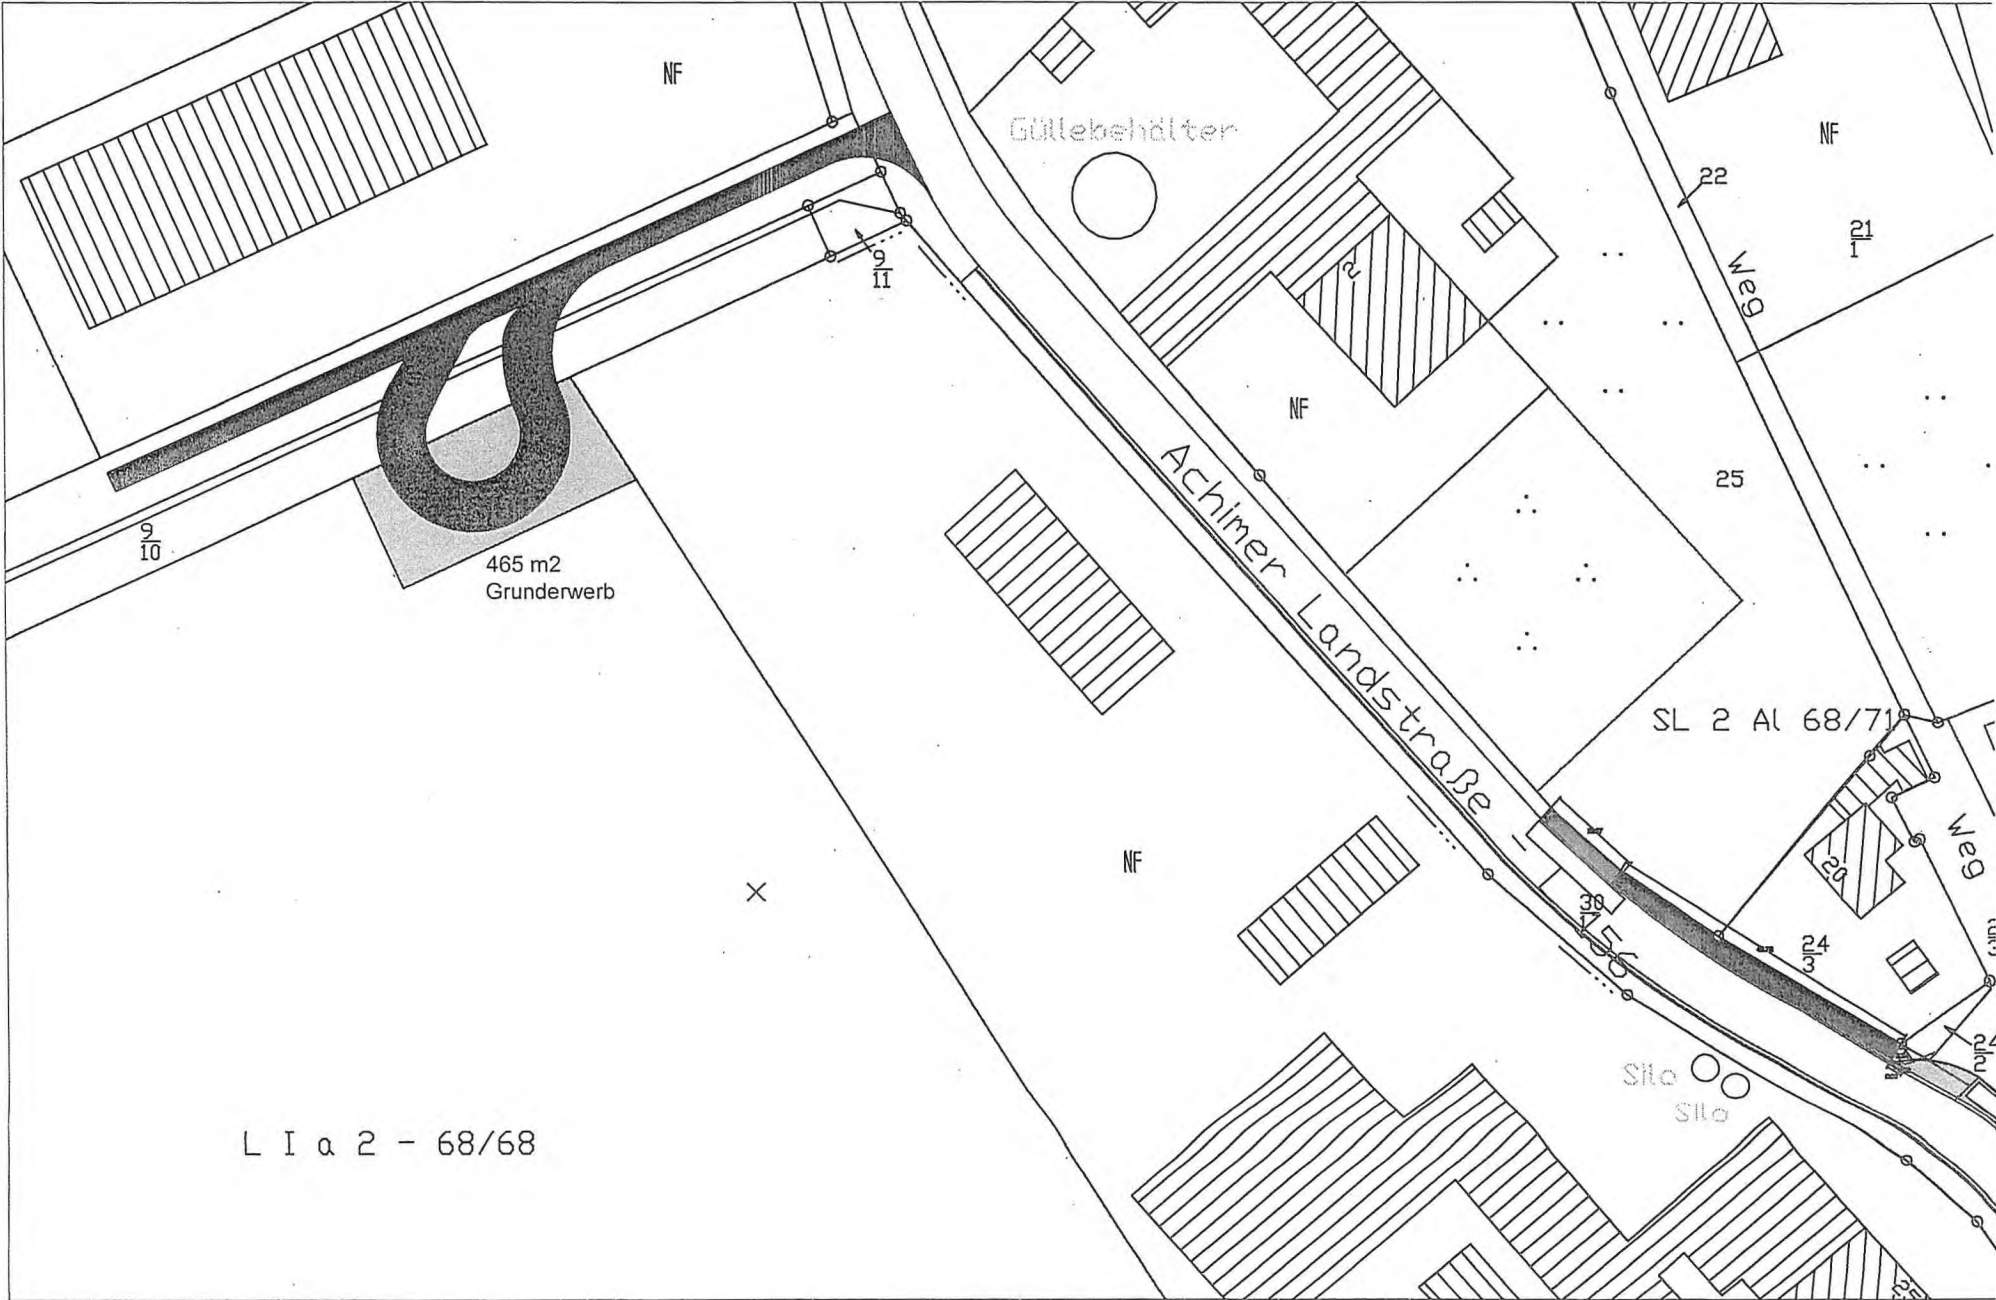 NF
Güllebehälter
NF
22
21
1
Weg
9
11
2
NF
25
Achimer Landstraße
9
10
465 m2
Grunderwerb
SL 2 Al 68/71
Weg
NF
20
30
1
24
3
24
2
Silo
Silo
L I a 2 - 68/68